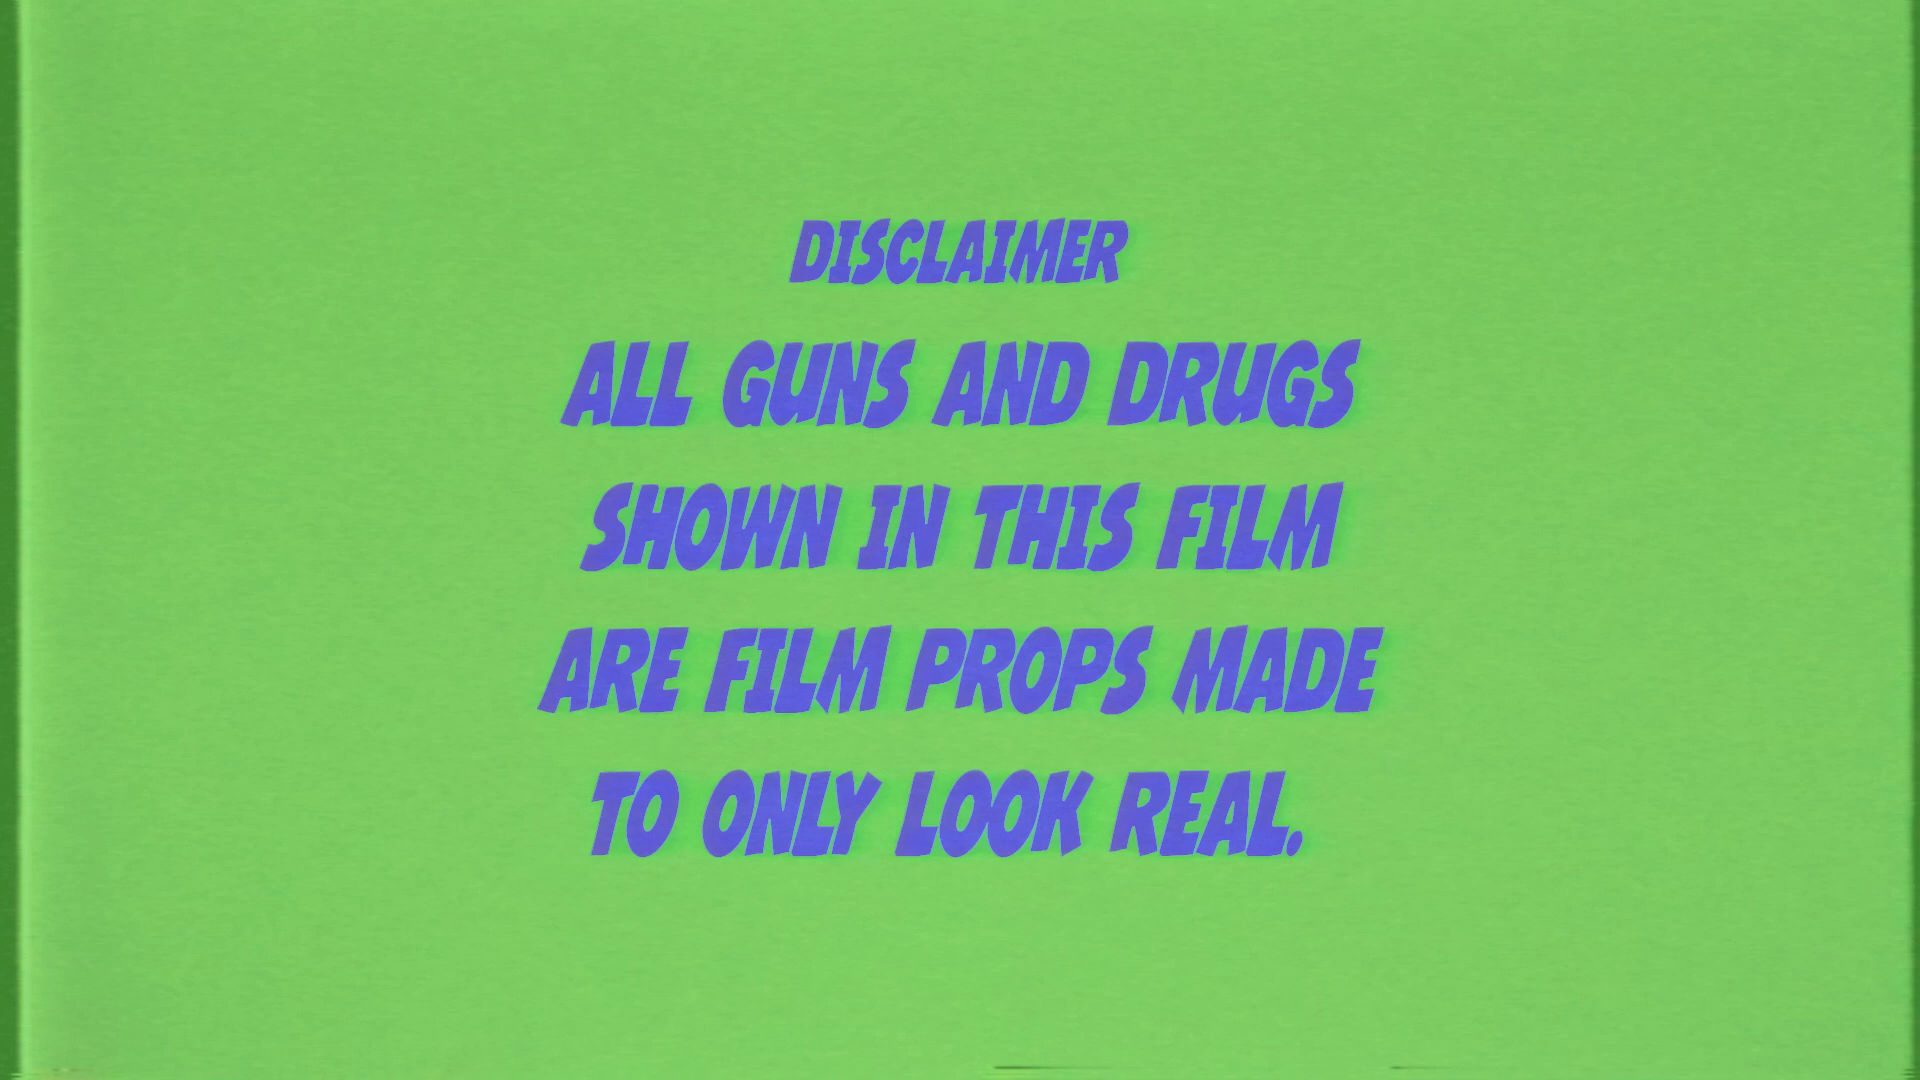 DISCLAIMER
ALL GUNS AND DRUGS
SHOWN IN THIS FILM
ARE FILM PROPS MADE
TO ONLY LOOK REAL.